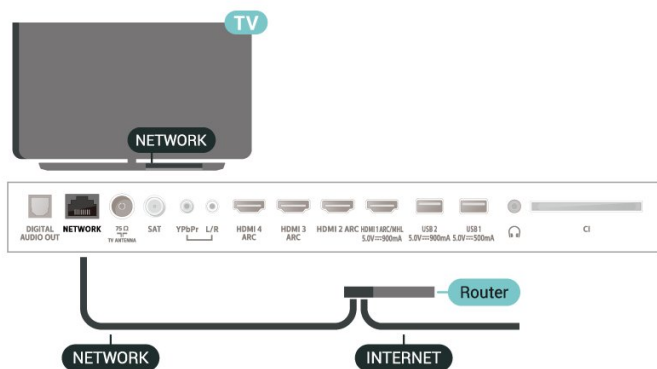 TV
NETWORK
DIGITAL
AUDIO OUT
NETWORK
75 Ω
TV ANTENNA
SAT
YPbPr
L/R
HDMI 4
ARC
HDMI 3
ARC
HDMI 2 ARC
HDMI 1 ARC/MHL
5.0V⎓900mA
USB 2
5.0V⎓900mA
USB 1
5.0V⎓500mA
CI
Router
NETWORK
INTERNET